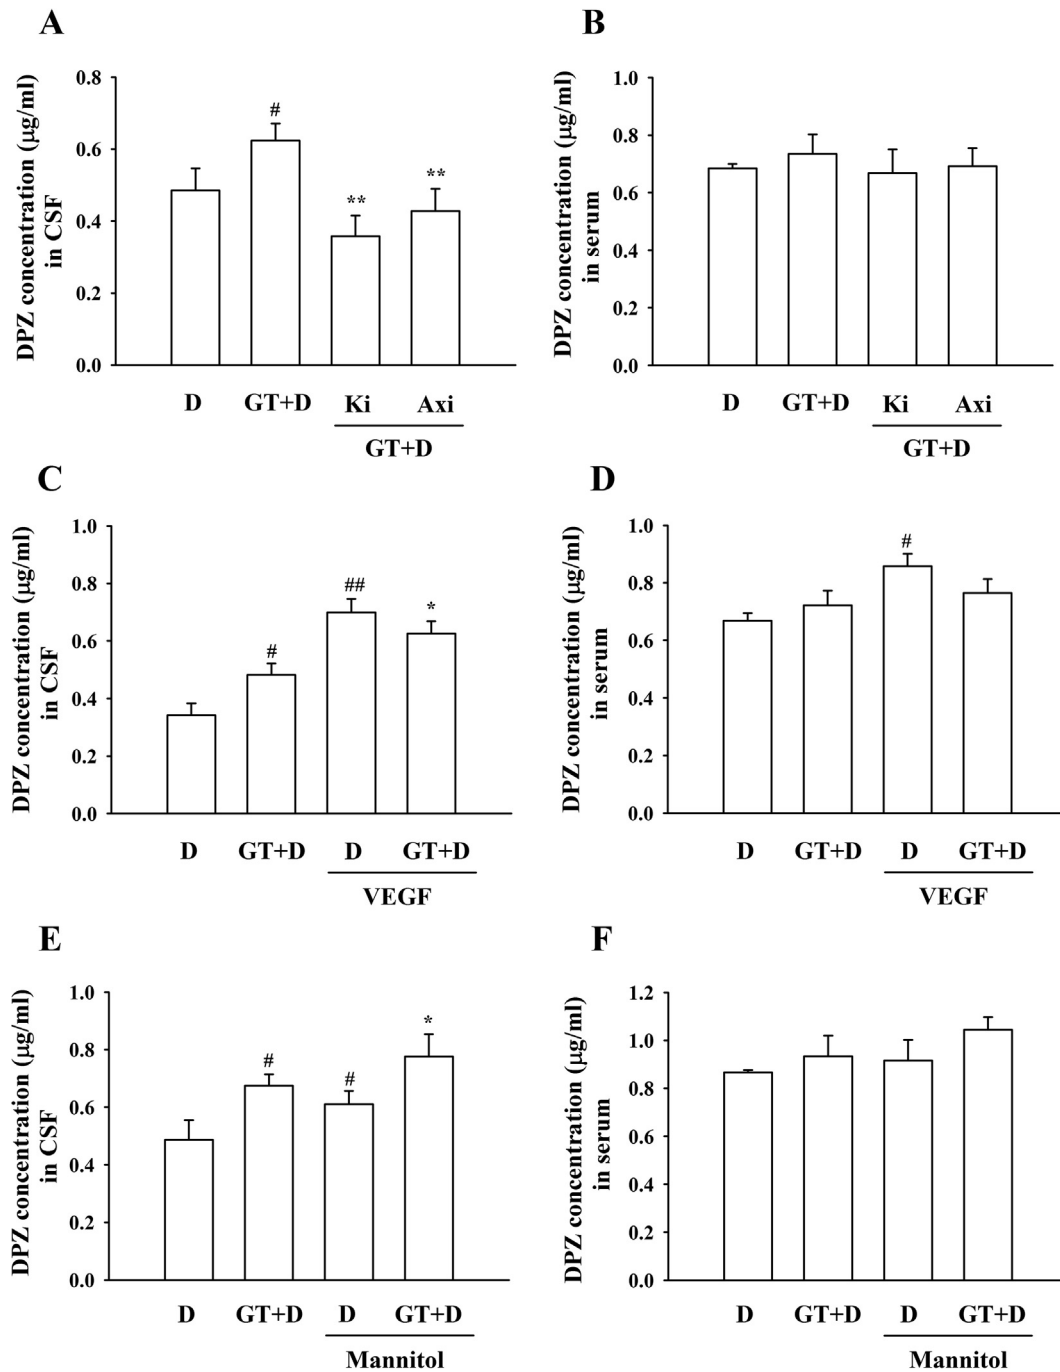 A
DPZ concentration (μg/ml)
in CSF
0.8
0.6
0.4
0.2
0.0
#
**
**
D GT+D Ki Axi
GT+D
B
DPZ concentration (μg/ml)
in serum
1.0
0.8
0.6
0.4
0.2
0.0
D GT+D Ki Axi
GT+D
C
DPZ concentration (μg/ml)
in CSF
1.0
0.8
0.6
0.4
0.2
0.0
#
##
*
D GT+D D GT+D
VEGF
D
DPZ concentration (μg/ml)
in serum
1.0
0.8
0.6
0.4
0.2
0.0
#
D GT+D D GT+D
VEGF
E
DPZ concentration (μg/ml)
in CSF
1.0
0.8
0.6
0.4
0.2
0.0
#
#
*
D GT+D D GT+D
Mannitol
F
DPZ concentration (μg/ml)
in serum
1.2
1.0
0.8
0.6
0.4
0.2
0.0
D GT+D D GT+D
Mannitol